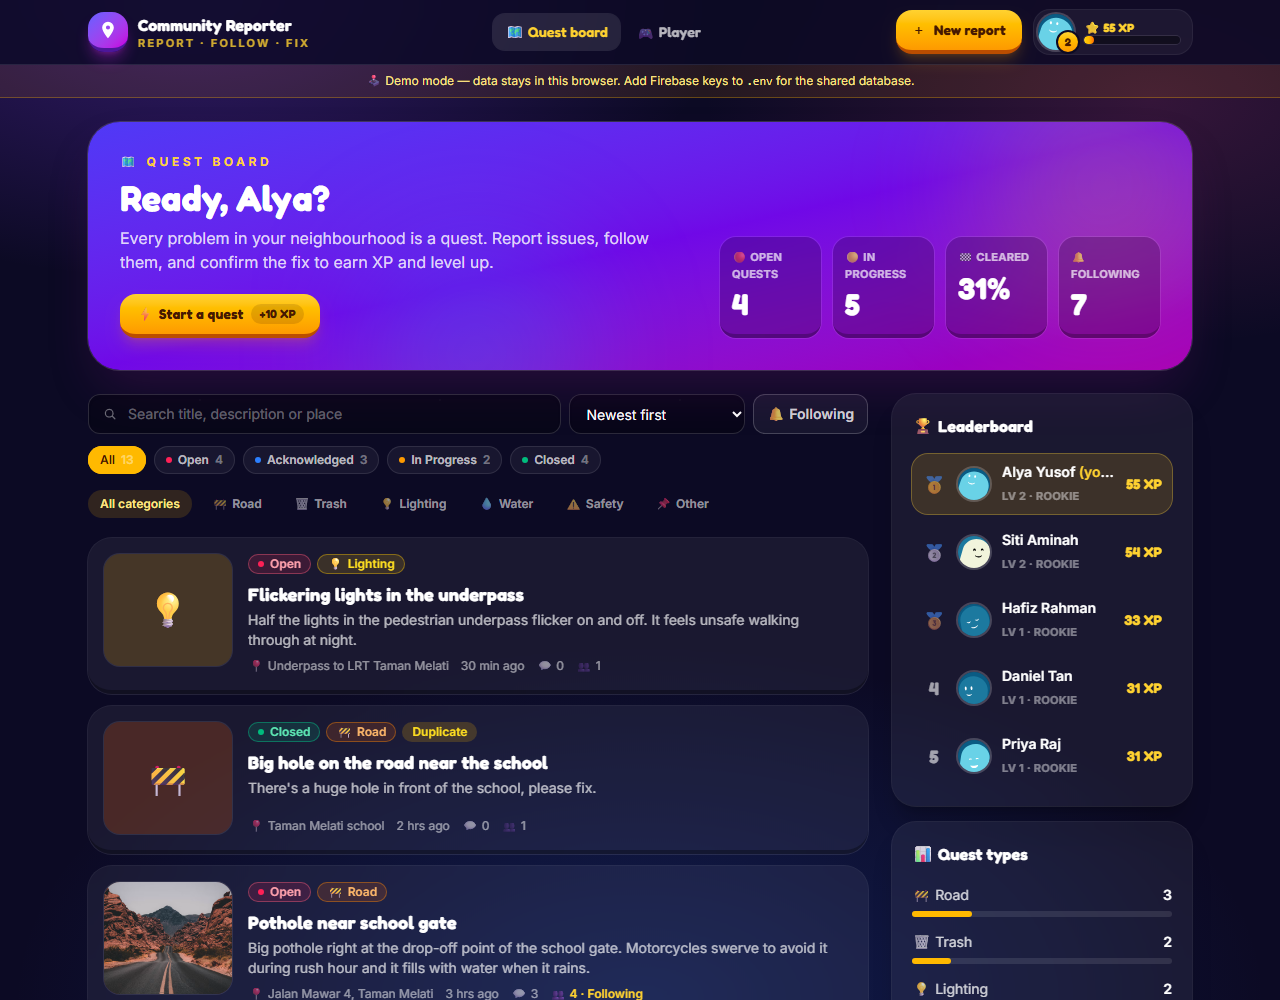 Community Reporter
REPORT · FOLLOW · FIX
Quest board
Player
+ New report
55 XP
2
Demo mode — data stays in this browser. Add Firebase keys to .env for the shared database.
QUEST BOARD
Ready, Alya?
Every problem in your neighbourhood is a quest. Report issues, follow
them, and confirm the fix to earn XP and level up.
Start a quest +10 XP
OPEN
QUESTS
4
IN
PROGRESS
5
CLEARED
31%
FOLLOWING
7
Search title, description or place
Newest first
Following
All 13
Open 4
Acknowledged 3
In Progress 2
Closed 4
All categories
Road
Trash
Lighting
Water
Safety
Other
Open
Lighting
Flickering lights in the underpass
Half the lights in the pedestrian underpass flicker on and off. It feels unsafe walking
through at night.
Underpass to LRT Taman Melati 30 min ago 0 1
Closed
Road
Duplicate
Big hole on the road near the school
There's a huge hole in front of the school, please fix.
Taman Melati school 2 hrs ago 0 1
Open
Road
Pothole near school gate
Big pothole right at the drop-off point of the school gate. Motorcycles swerve to avoid it
during rush hour and it fills with water when it rains.
Jalan Mawar 4, Taman Melati 3 hrs ago 3 4 · Following
Leaderboard
1
Alya Yusof (yo...
LV 2 · ROOKIE
55 XP
2
Siti Aminah
LV 2 · ROOKIE
54 XP
3
Hafiz Rahman
LV 1 · ROOKIE
33 XP
4
Daniel Tan
LV 1 · ROOKIE
31 XP
5
Priya Raj
LV 1 · ROOKIE
31 XP
Quest types
Road 3
Trash 2
Lighting 2